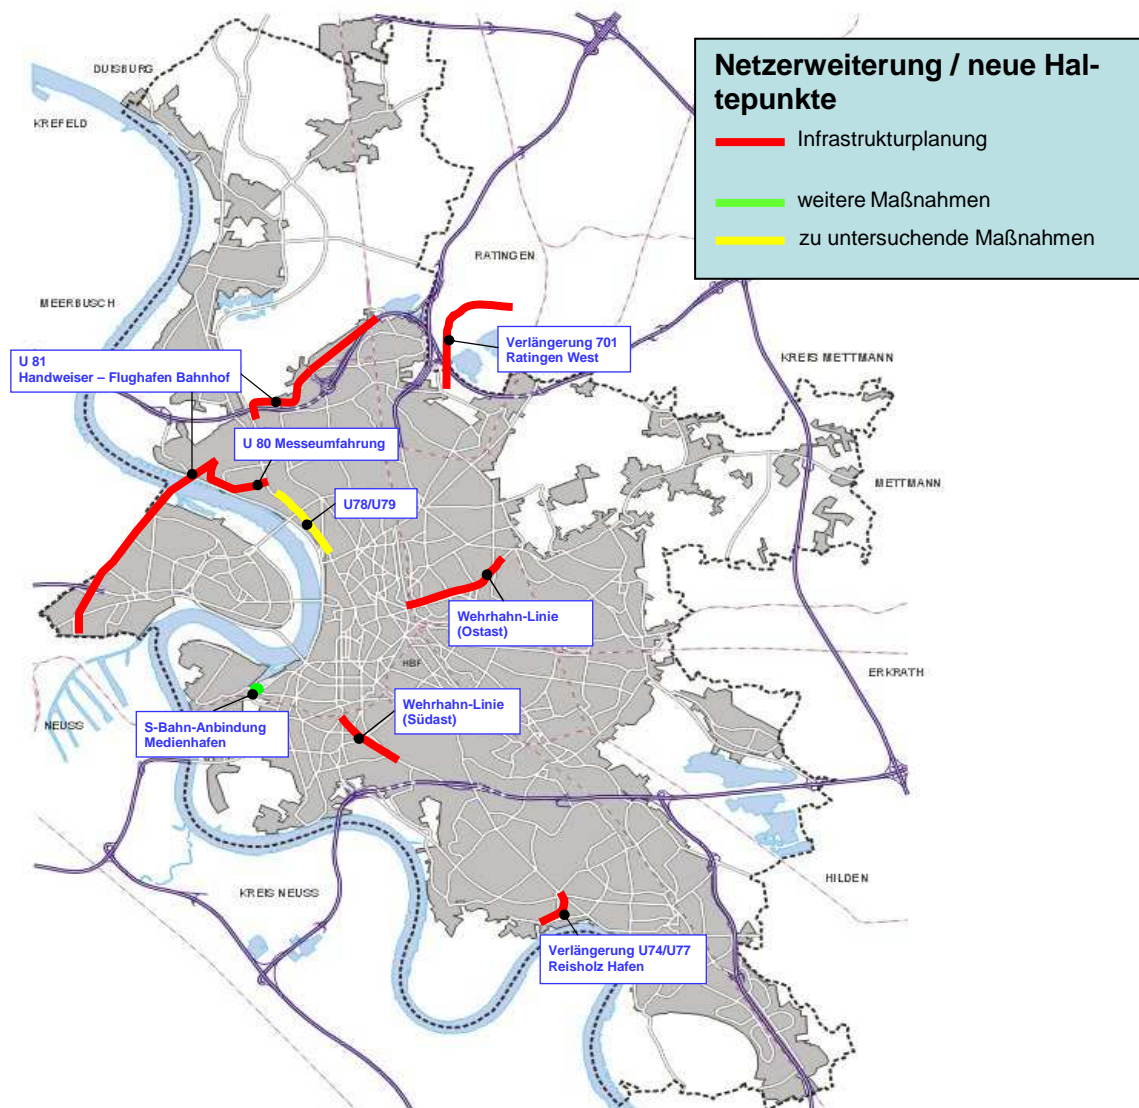 Netzerweiterung / neue Hal-
tepunkte
Infrastrukturplanung
weitere Maßnahmen
zu untersuchende Maßnahmen
DUISBURG
KREFELD
RATINGEN
MEERBUSCH
Verlängerung 701
Ratingen West
U 81
Handweiser – Flughafen Bahnhof
KREIS METTMANN
U 80 Messeumfahrung
METTMANN
U78/U79
Wehrhahn-Linie
(Ostast)
HBF
ERKRATH
NEUSS
S-Bahn-Anbindung
Medienhafen
Wehrhahn-Linie
(Südast)
HILDEN
KREIS NEUSS
Verlängerung U74/U77
Reisholz Hafen